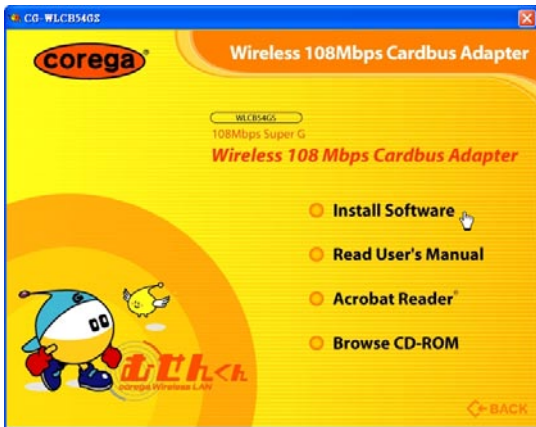 CG-WLCB54GS
corega
Wireless 108Mbps Cardbus Adapter
WLCB54GS
108Mbps Super G
Wireless 108 Mbps Cardbus Adapter
Install Software
Read User's Manual
Acrobat Reader®
Browse CD-ROM
むせんくん
corega Wireless LAN
BACK